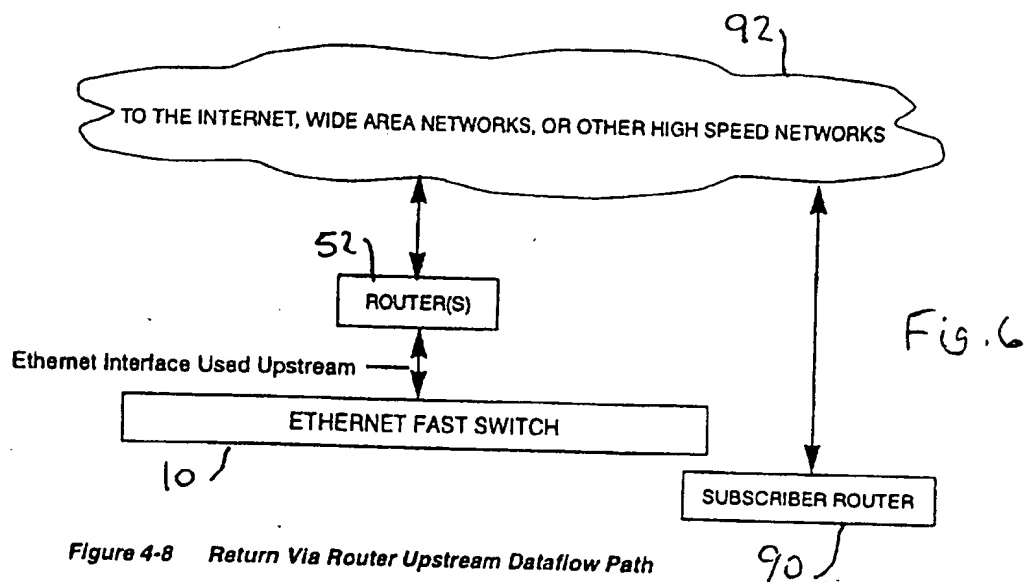 92
TO THE INTERNET, WIDE AREA NETWORKS, OR OTHER HIGH SPEED NETWORKS
52
ROUTER(S)
Fig. 6
Ethernet Interface Used Upstream
ETHERNET FAST SWITCH
10
SUBSCRIBER ROUTER
Figure 4-8 Return Via Router Upstream Dataflow Path
90